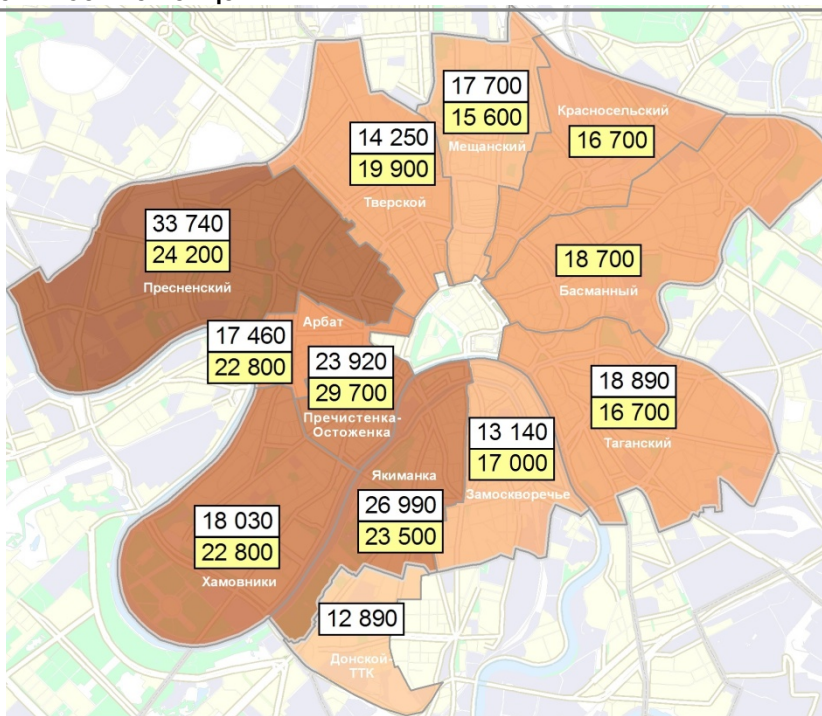 17 700
15 600
Мещанский
Красносельский
16 700
14 250
19 900
Тверской
33 740
24 200
Пресненский
18 700
Басманный
Арбат
17 460
22 800
23 920
29 700
Пречистенка-
Остоженка
18 890
16 700
Таганский
13 140
17 000
Замоскворечье
Якиманка
26 990
23 500
18 030
22 800
Хамовники
12 890
Донской-
ТТК